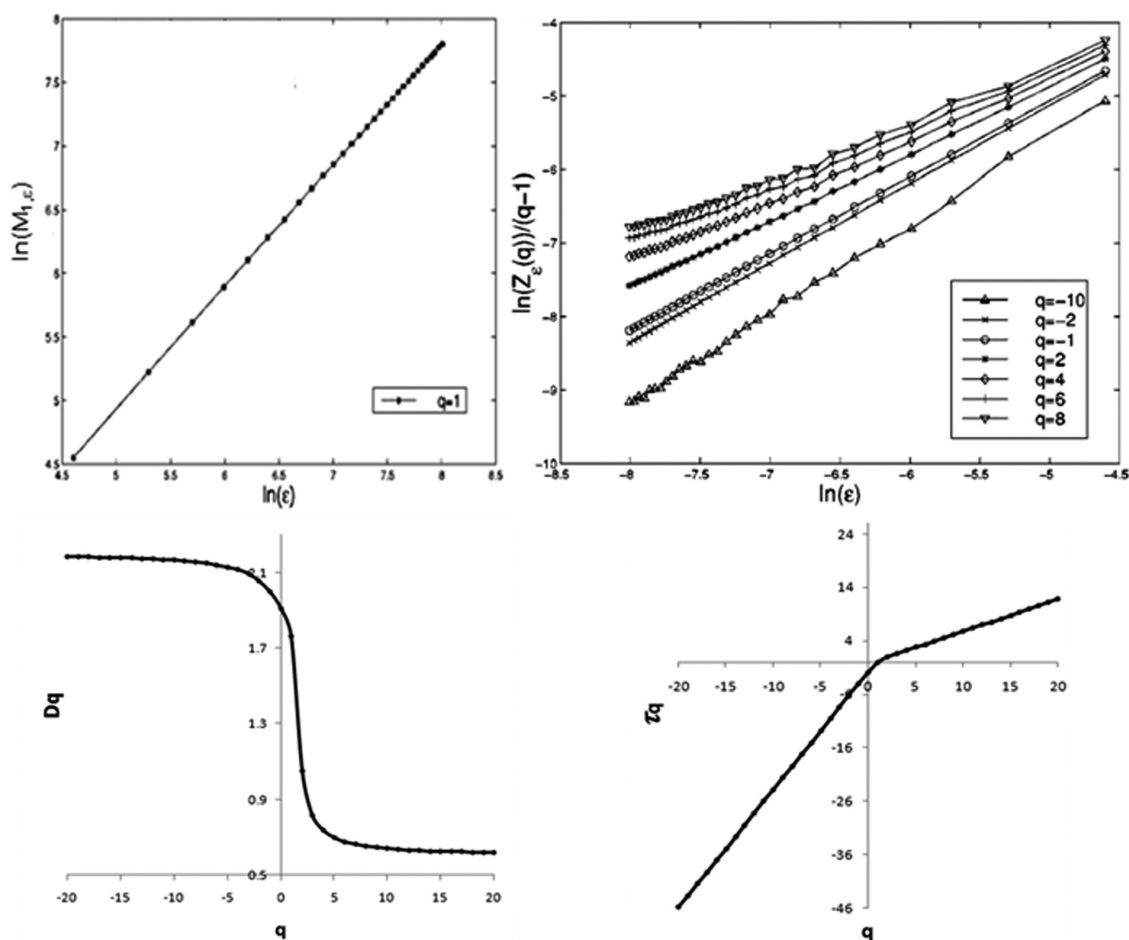 8
7.5
7
6.5
6
5.5
5
4.5
ln(M₁,ε)
4.5 5 5.5 6 6.5 7 7.5 8 8.5
ln(ε)
q=1
-4
-5
-6
-7
-8
-9
-10
ln(Zε(q))/(q-1)
-8.5 -8 -7.5 -7 -6.5 -6 -5.5 -5 -4.5
ln(ε)
q=-10
q=-2
q=-1
q=2
q=4
q=6
q=8
2.1
1.7
1.3
0.9
0.5
Dq
-20 -15 -10 -5 0 5 10 15 20
q
24
14
4
-6
-16
-26
-36
-46
τq
-20 -15 -10 -5 0 5 10 15 20
q